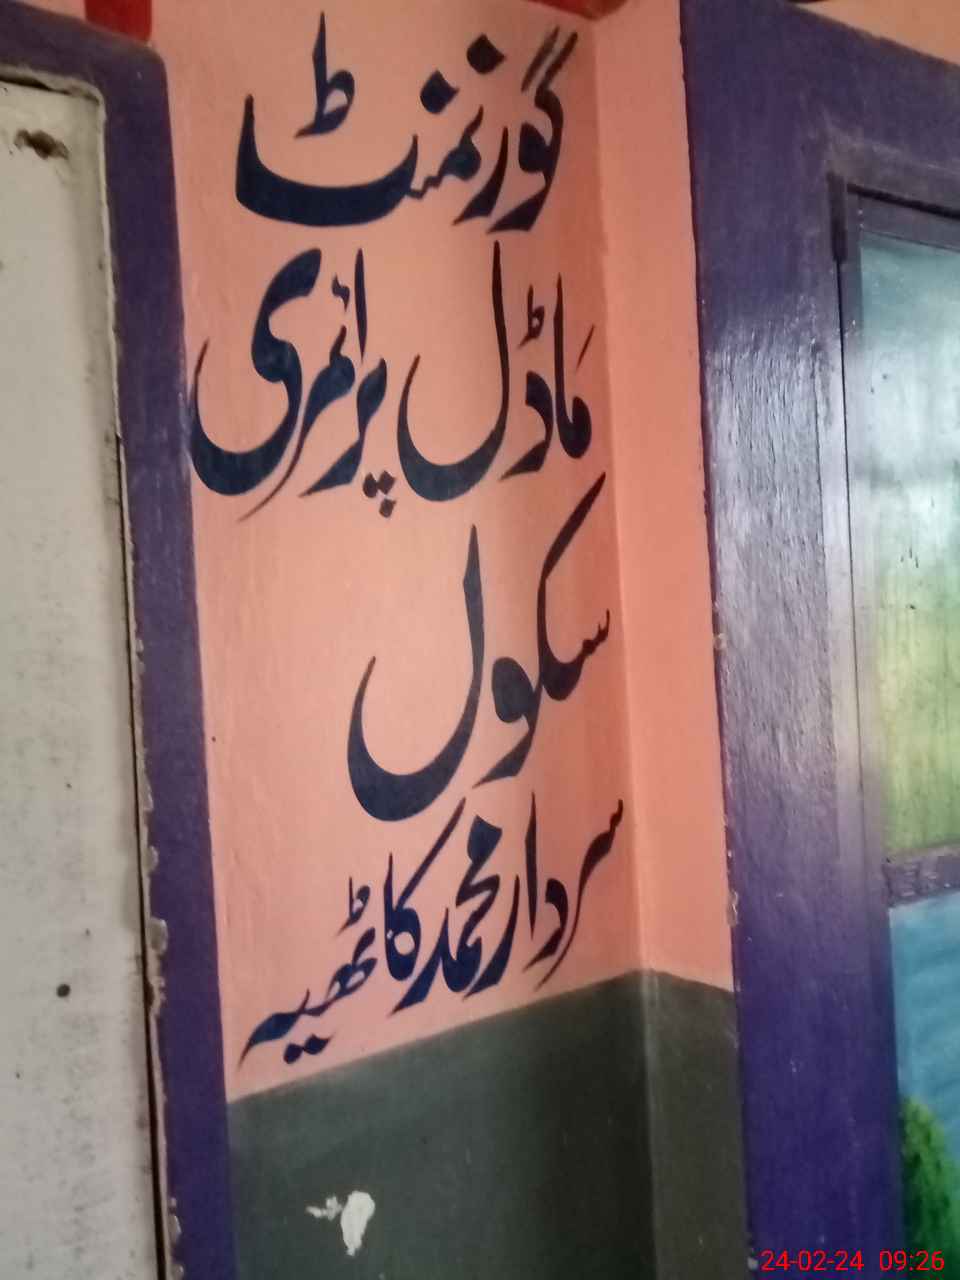 گورنمنٹ
ماڈل پرائمری
سکول
سردار محمد کاٹھیہ
24-02-24 09:26